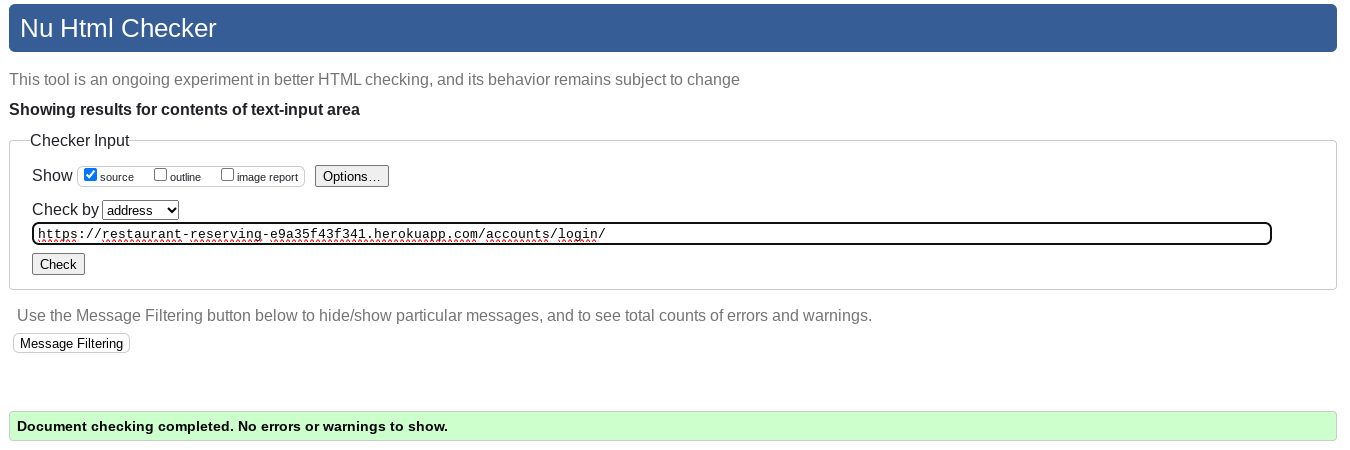 Nu Html Checker
This tool is an ongoing experiment in better HTML checking, and its behavior remains subject to change
Showing results for contents of text-input area
Checker Input
Show source outline image report Options…
Check by address
https://restaurant-reserving-e9a35f43f341.herokuapp.com/accounts/login/
Check
Use the Message Filtering button below to hide/show particular messages, and to see total counts of errors and warnings.
Message Filtering
Document checking completed. No errors or warnings to show.